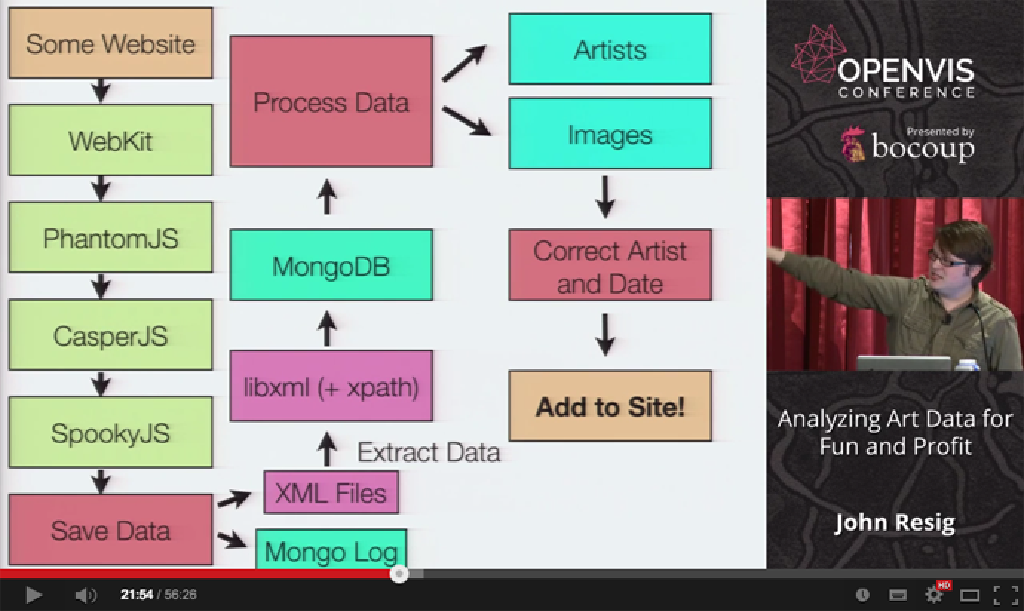 Some Website
WebKit
PhantomJS
CasperJS
SpookyJS
Save Data
Process Data
MongoDB
libxml (+ xpath)
Extract Data
XML Files
Mongo Log
Artists
Images
Correct Artist
and Date
Add to Site!
OPENVIS
CONFERENCE
Presented by
bocoup
Analyzing Art Data for
Fun and Profit
John Resig
21:54 / 56:26
HD